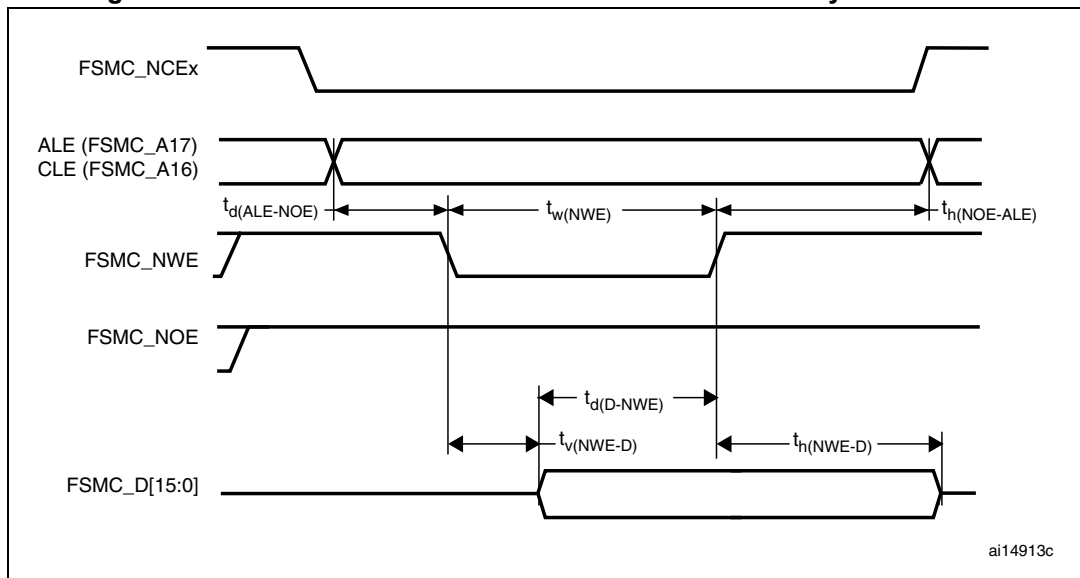 FSMC_NCEx
ALE (FSMC_A17)
CLE (FSMC_A16)
td(ALE-NOE)
tw(NWE)
th(NOE-ALE)
FSMC_NWE
FSMC_NOE
td(D-NWE)
tv(NWE-D)
th(NWE-D)
FSMC_D[15:0]
ai14913c